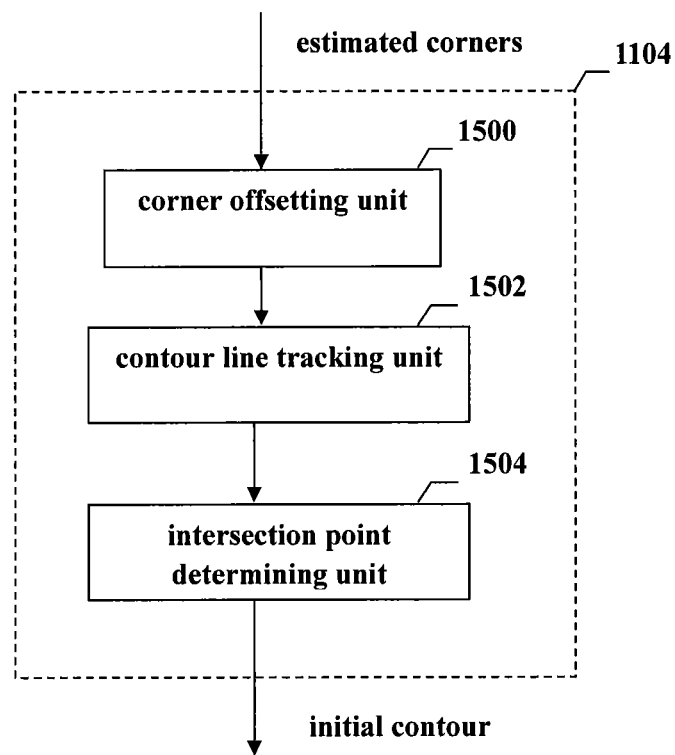 estimated corners
1104
1500
corner offsetting unit
1502
contour line tracking unit
1504
intersection point
determining unit
initial contour